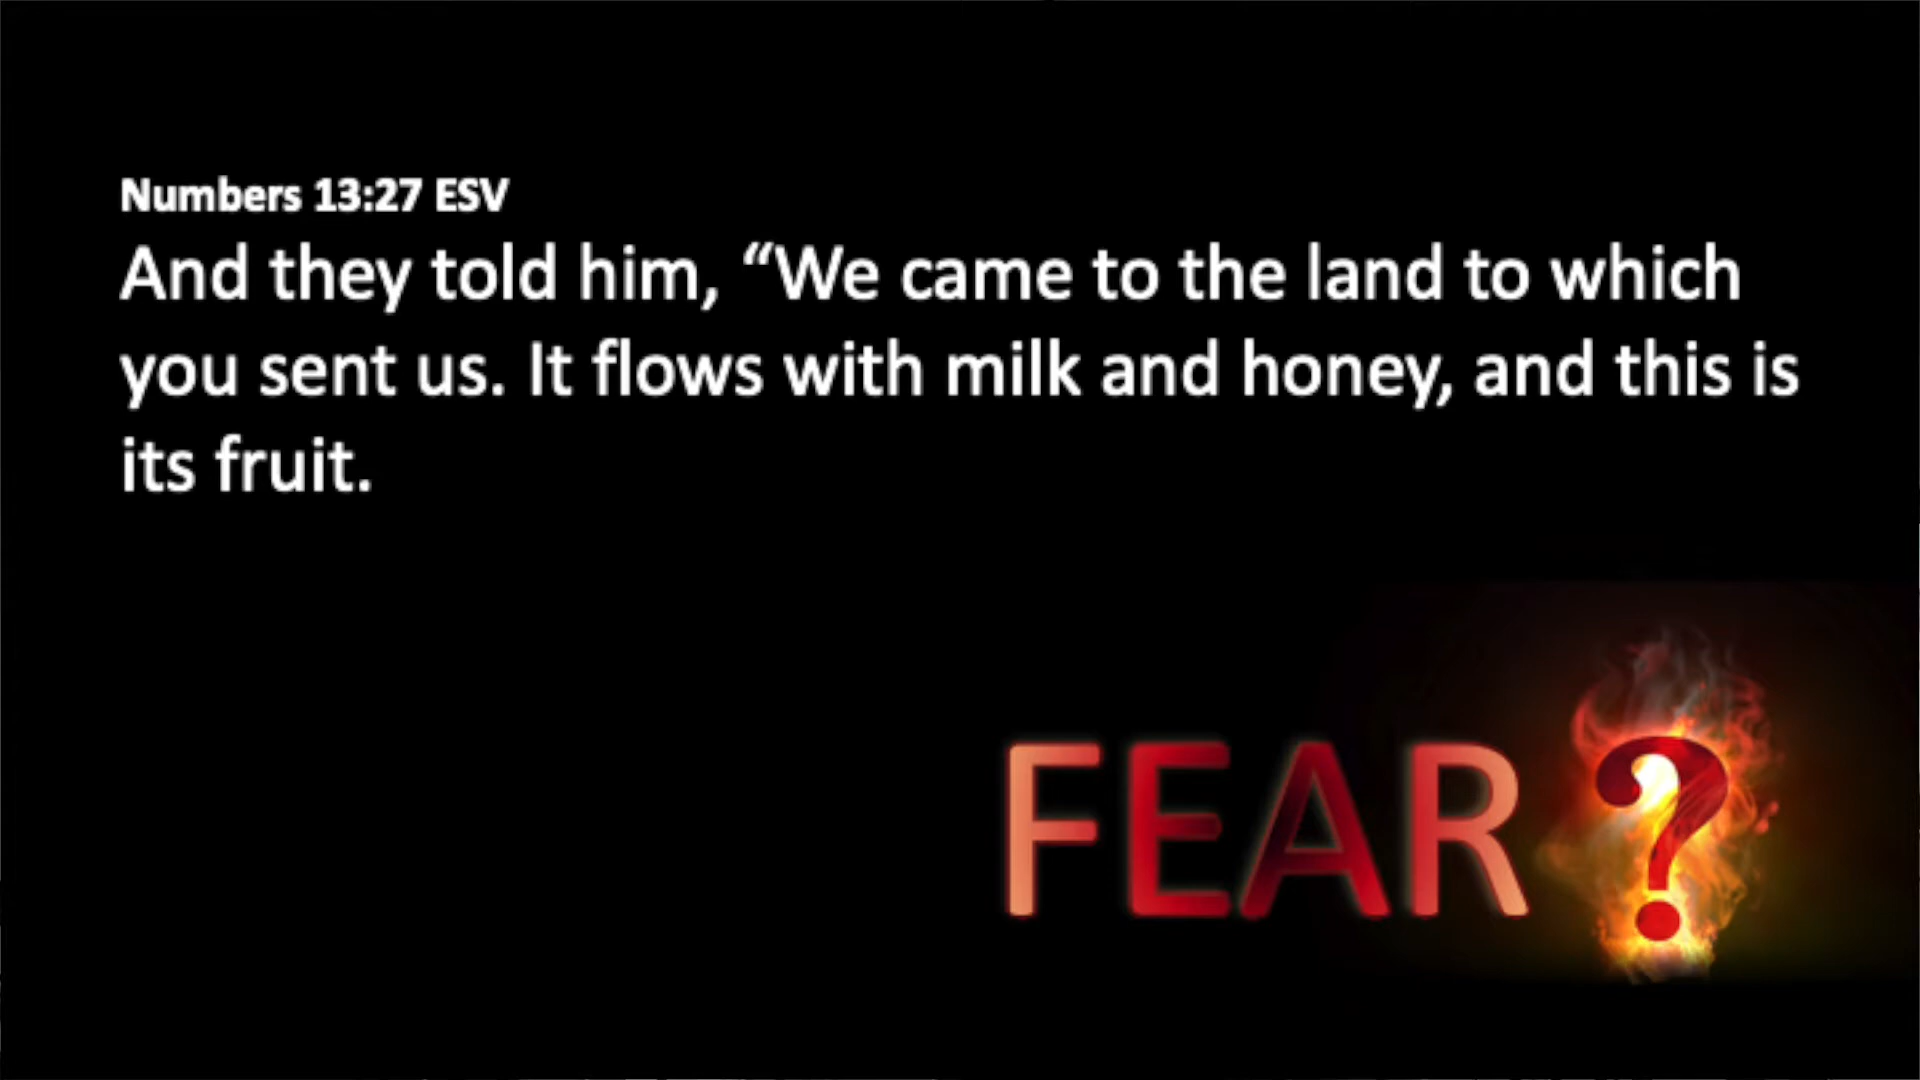 Numbers 13:27 ESV
And they told him, “We came to the land to which
you sent us. It flows with milk and honey, and this is
its fruit.
FEAR?